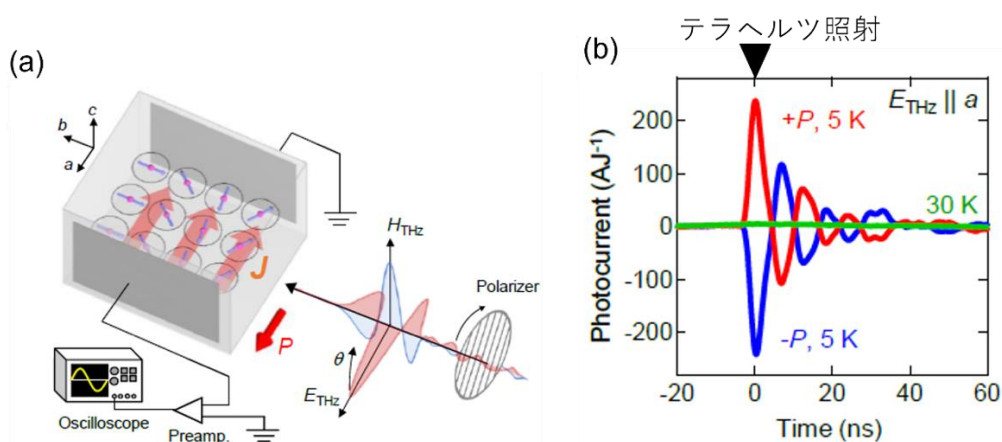 (a)
c
b
a
J
P
H_THz
Polarizer
θ
E_THz
Oscilloscope
Preamp.
テラヘルツ照射
(b)
E_THz || a
+P, 5 K
30 K
-P, 5 K
Photocurrent (AJ⁻¹)
200
100
0
-100
-200
-20 0 20 40 60
Time (ns)